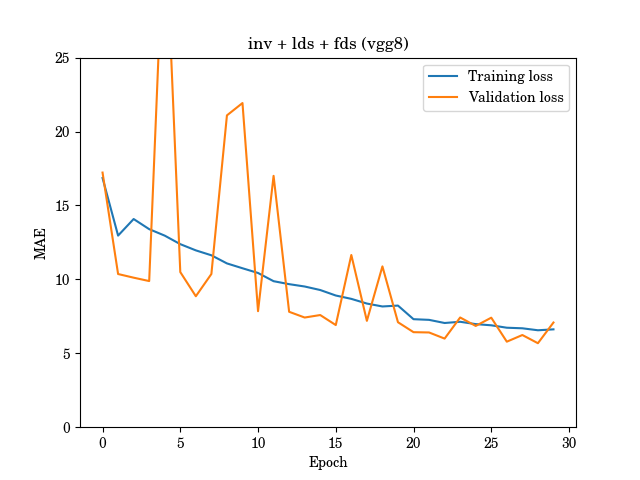 inv + lds + fds (vgg8)
Training loss
Validation loss
MAE
25
20
15
10
5
0
0 5 10 15 20 25 30
Epoch